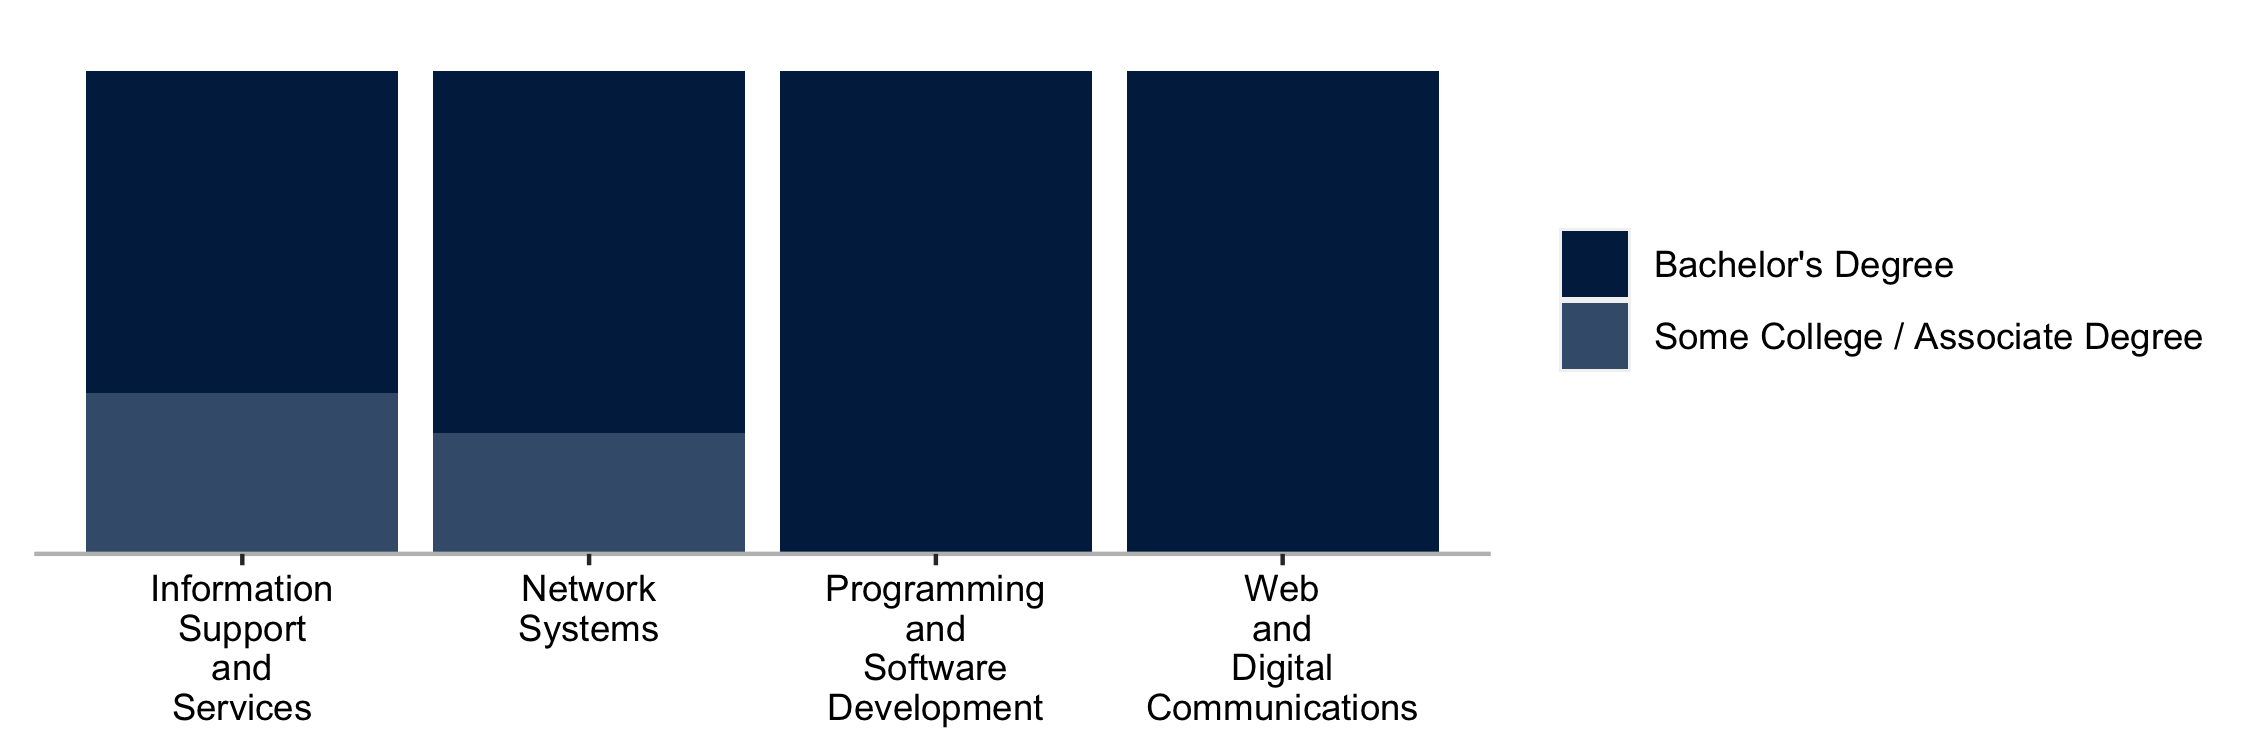 Bachelor's Degree
Some College / Associate Degree
Information
Support
and
Services
Network
Systems
Programming
and
Software
Development
Web
and
Digital
Communications